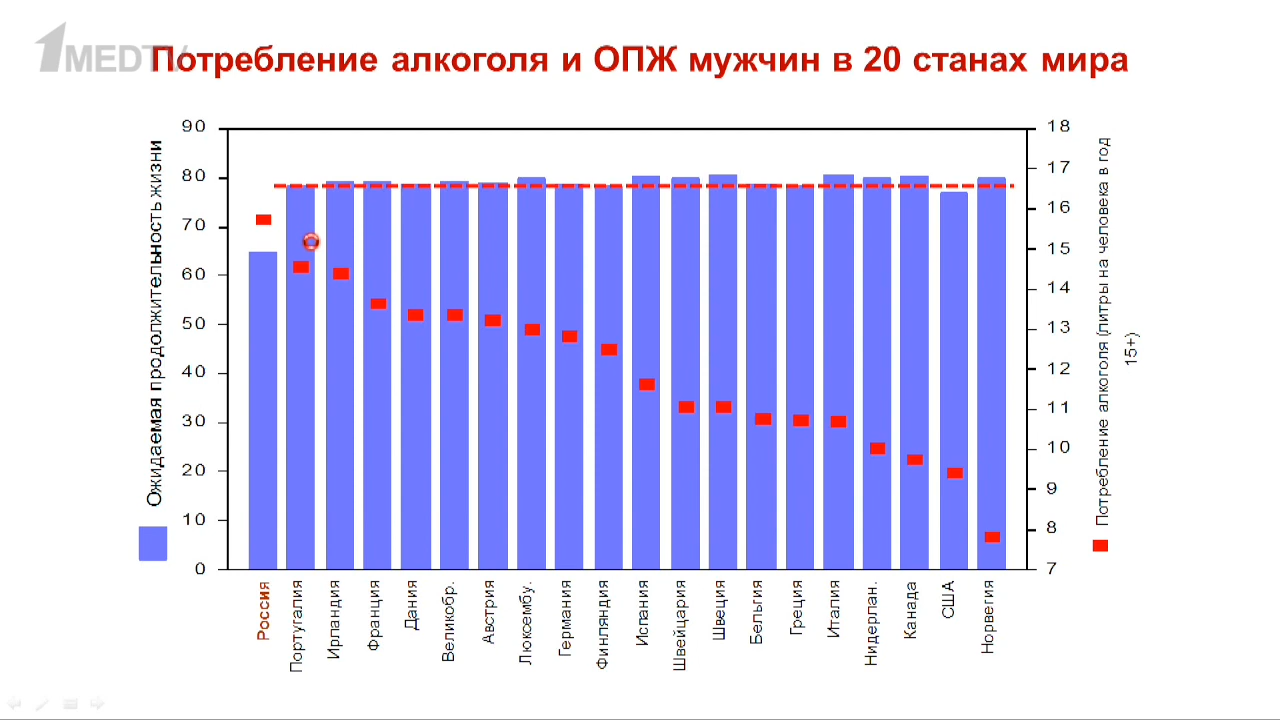 1MEDTV
Потребление алкоголя и ОПЖ мужчин в 20 станах мира
Ожидаемая продолжительность жизни
90
80
70
60
50
40
30
20
10
0
18
17
16
15
14
13
12
11
10
9
8
7
Потребление алкоголя (литры на человека в год
15+)
Россия
Португалия
Ирландия
Франция
Дания
Великобр.
Австрия
Люксембу.
Германия
Финляндия
Испания
Швейцария
Швеция
Бельгия
Греция
Италия
Нидерлан.
Канада
США
Норвегия